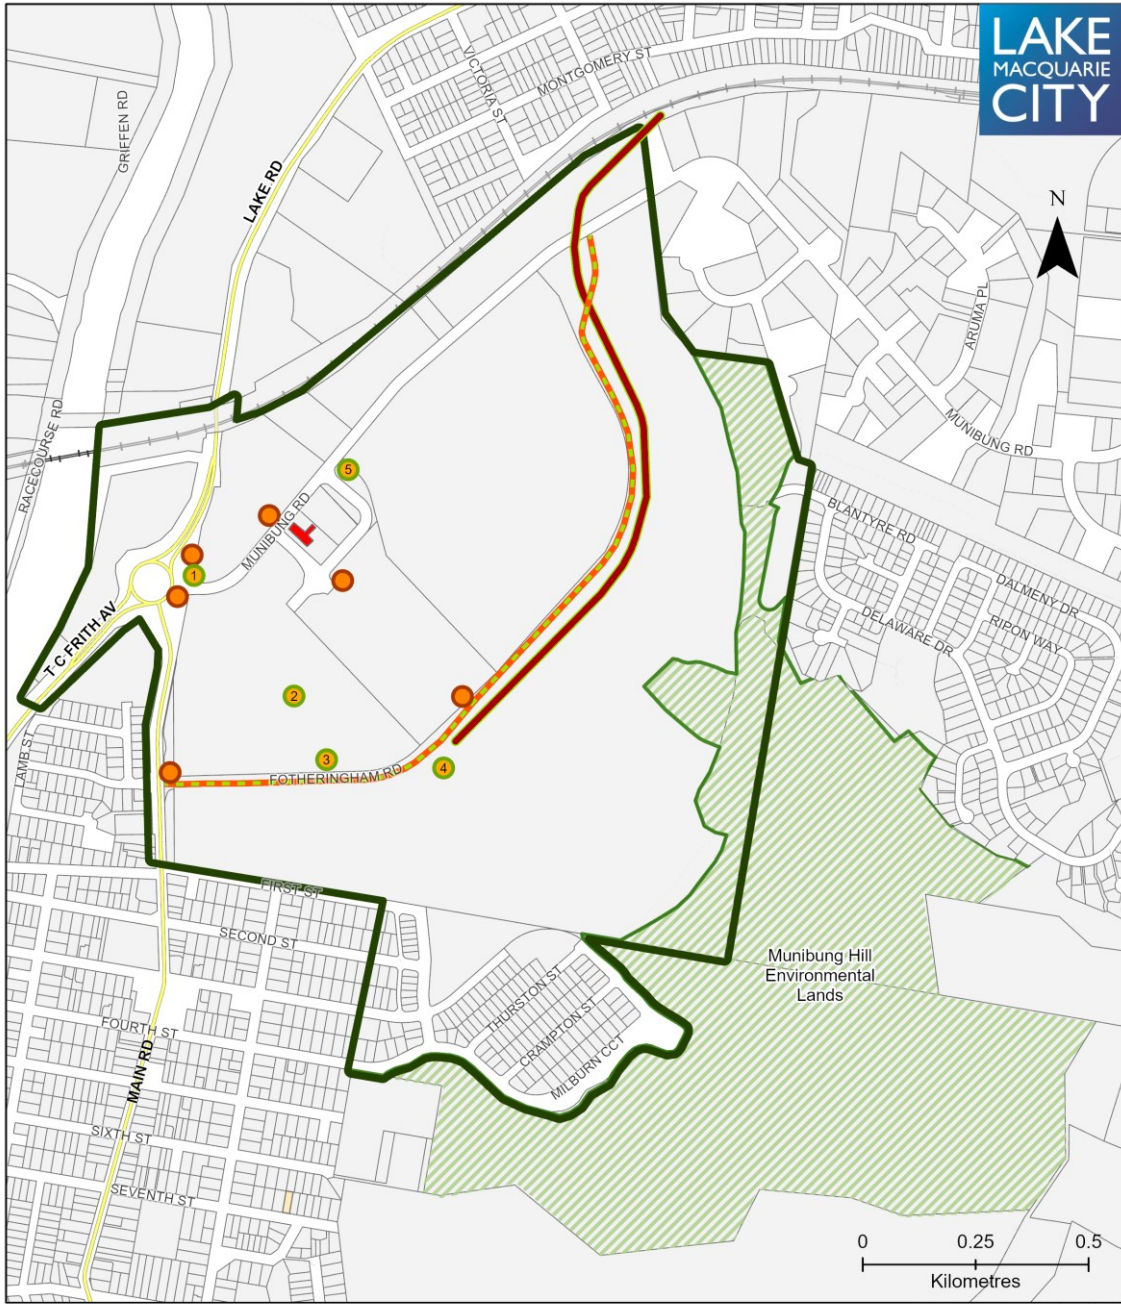 LAKE
MACQUARIE
CITY
VICTORIA ST
MONTGOMERY ST
GRIFFEN RD
LAKE RD
N
ARUMA PL
RACECOURSE RD
MUNIBUNG RD
5
MUNIBUNG RD
BLANTYRE RD
1
DALMENY DR
T C FRITH AV
DELAWARE DR
RIPON WAY
2
LAMB ST
3
4
FOTHERINGHAM RD
FIRST ST
SECOND ST
Munibung Hill
Environmental
Lands
THURSTON ST
CRAMPTON ST
MILBURN CCT
FOURTH ST
MAIN RD
SIXTH ST
SEVENTH ST
0 0.25 0.5
Kilometres